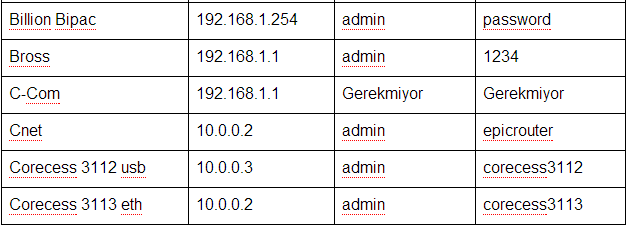 Billion Bipac 192.168.1.254 admin password
Bross 192.168.1.1 admin 1234
C-Com 192.168.1.1 Gerekmiyor Gerekmiyor
Cnet 10.0.0.2 admin epicrouter
Corecess 3112 usb 10.0.0.3 admin corecess3112
Corecess 3113 eth 10.0.0.2 admin corecess3113